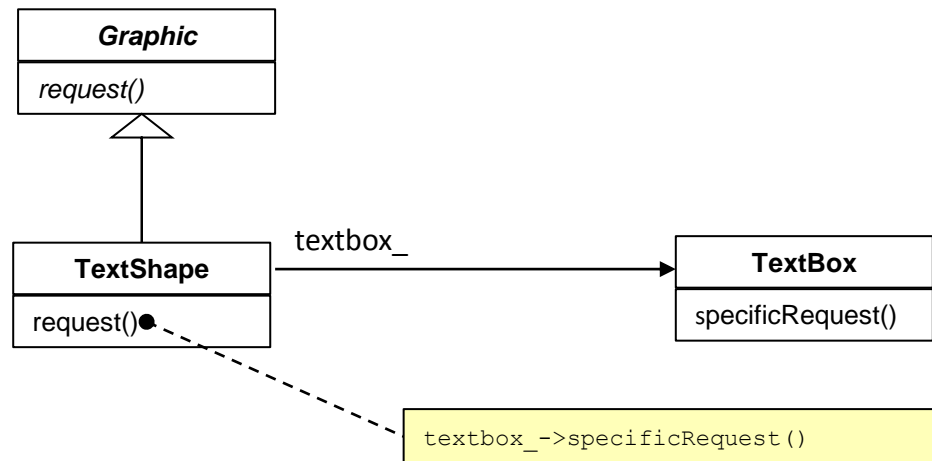 Graphic
request()
textbox_
TextShape
TextBox
request()
specificRequest()
textbox_->specificRequest()